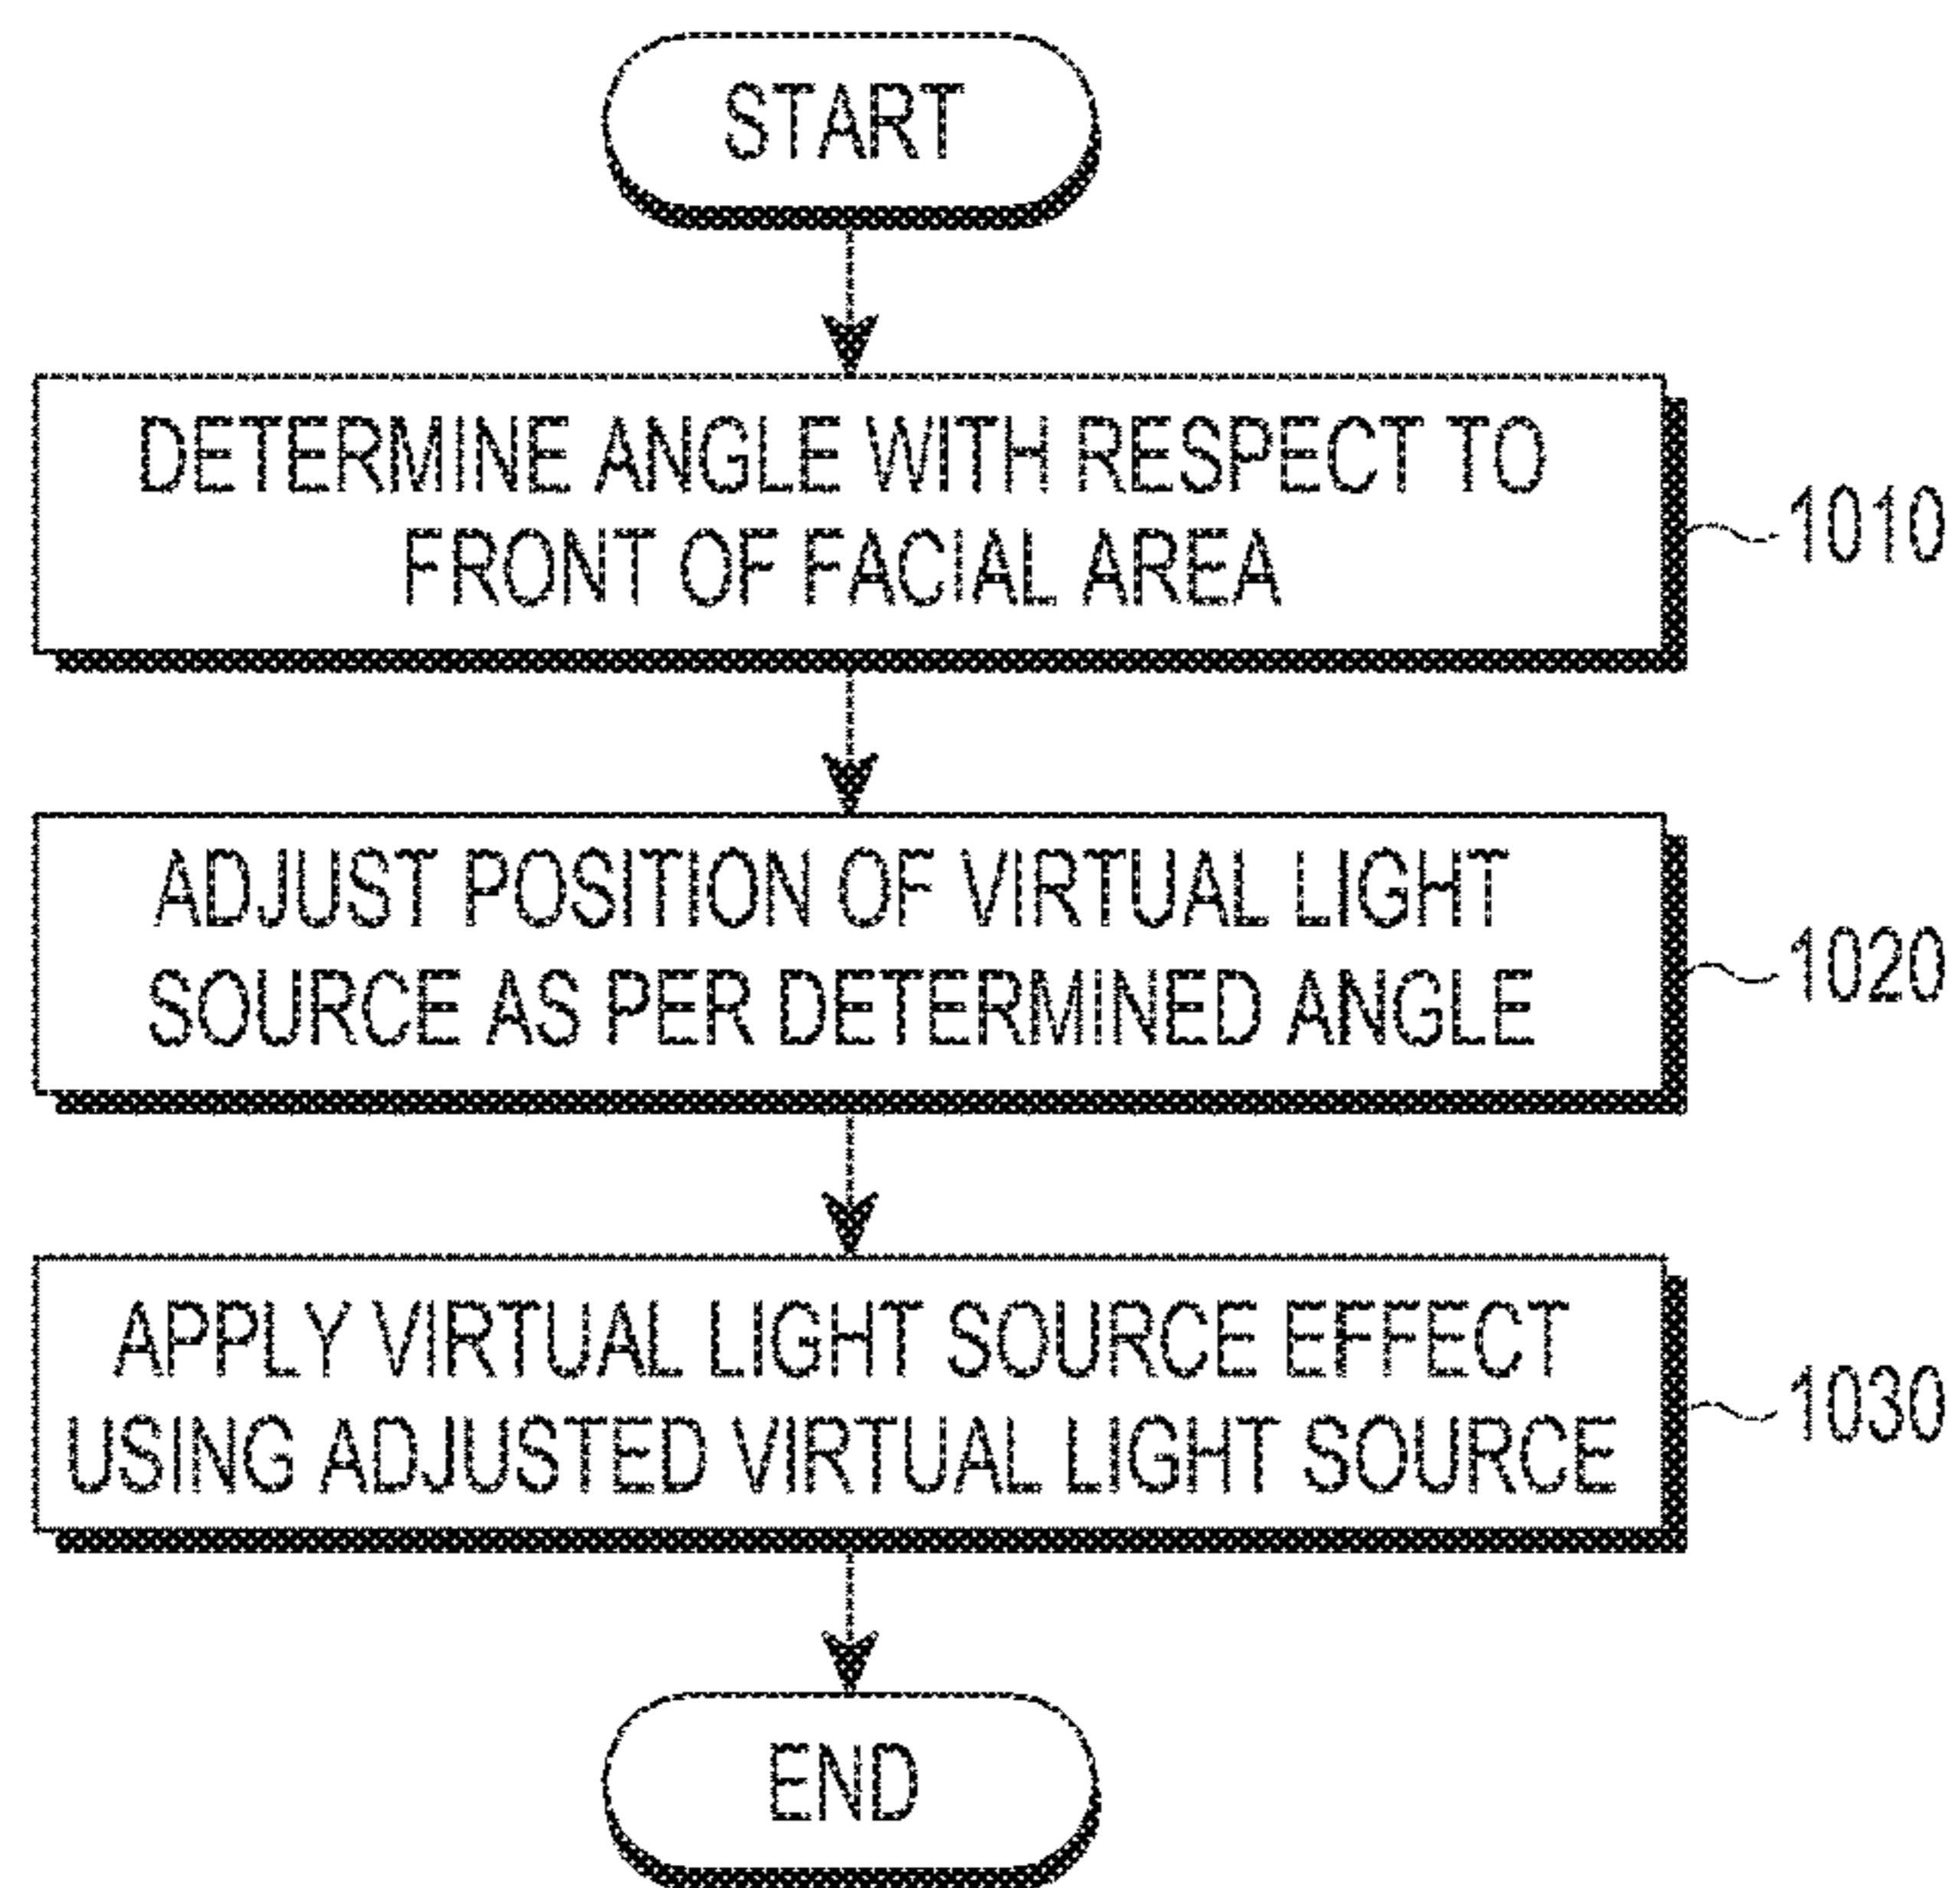 START
DETERMINE ANGLE WITH RESPECT TO
FRONT OF FACIAL AREA
1010
ADJUST POSITION OF VIRTUAL LIGHT
SOURCE AS PER DETERMINED ANGLE
1020
APPLY VIRTUAL LIGHT SOURCE EFFECT
USING ADJUSTED VIRTUAL LIGHT SOURCE
1030
END